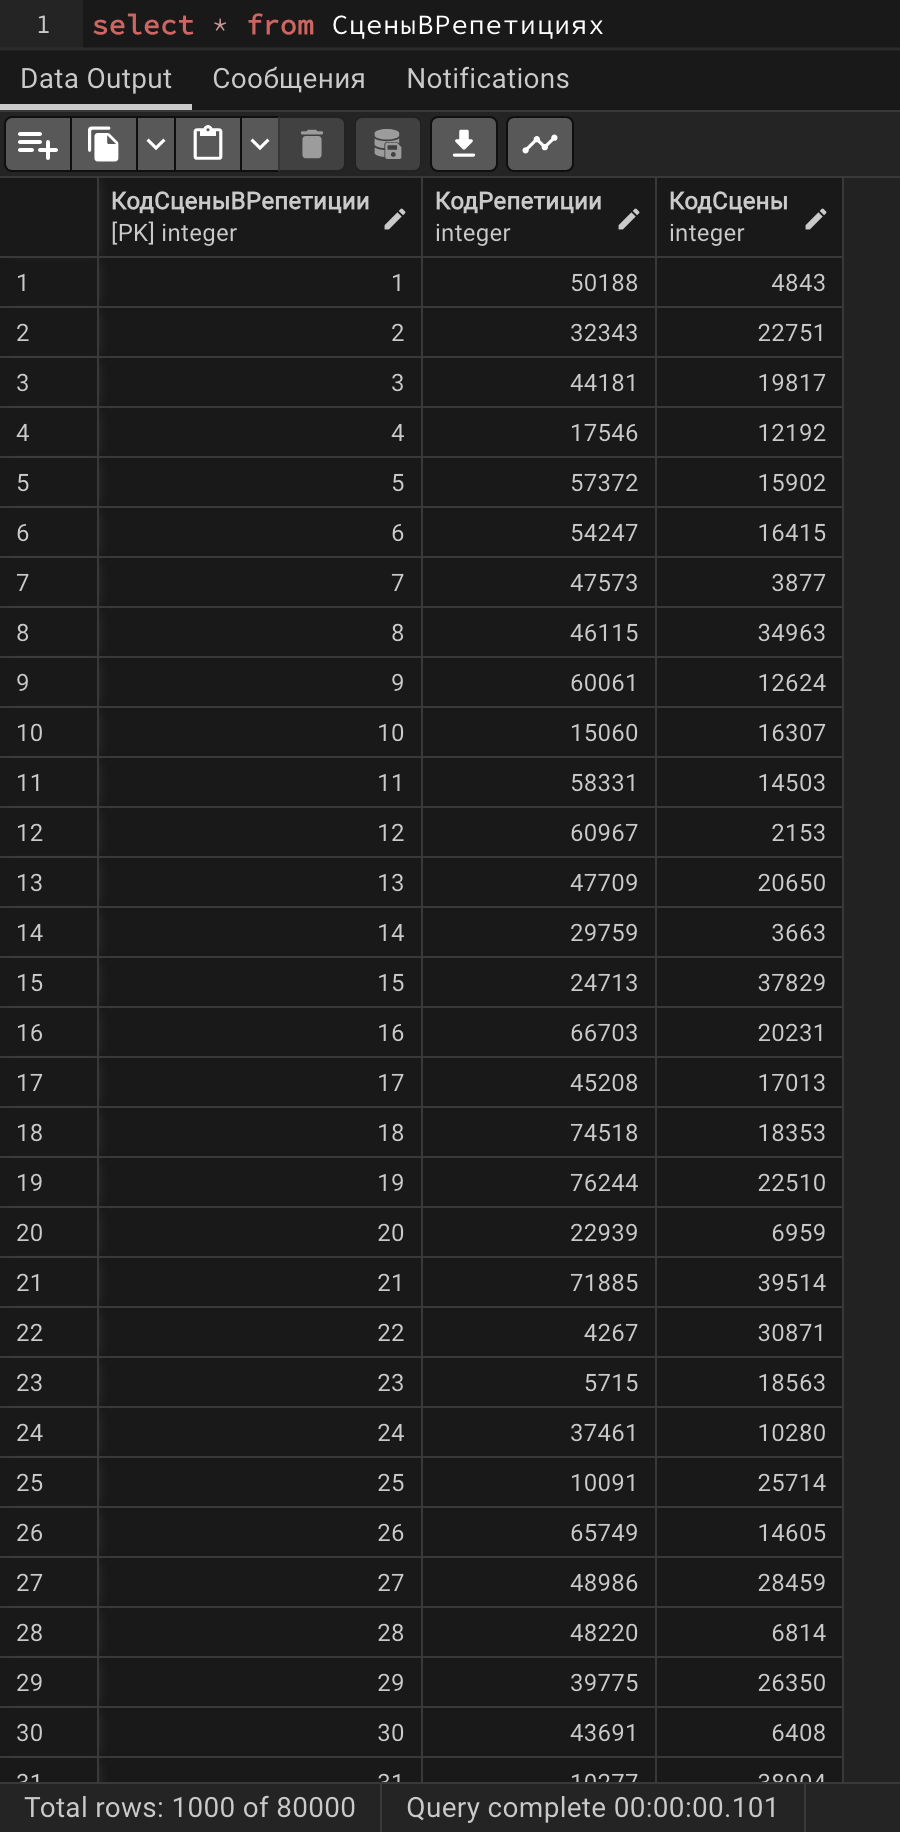 1 select * from СценыВРепетициях
Data Output Сообщения Notifications
КодСценыВРепетиции КодРепетиции КодСцены
[PK] integer integer integer
1 1 50188 4843
2 2 32343 22751
3 3 44181 19817
4 4 17546 12192
5 5 57372 15902
6 6 54247 16415
7 7 47573 3877
8 8 46115 34963
9 9 60061 12624
10 10 15060 16307
11 11 58331 14503
12 12 60967 2153
13 13 47709 20650
14 14 29759 3663
15 15 24713 37829
16 16 66703 20231
17 17 45208 17013
18 18 74518 18353
19 19 76244 22510
20 20 22939 6959
21 21 71885 39514
22 22 4267 30871
23 23 5715 18563
24 24 37461 10280
25 25 10091 25714
26 26 65749 14605
27 27 48986 28459
28 28 48220 6814
29 29 39775 26350
30 30 43691 6408
31 31 10277 38904
Total rows: 1000 of 80000 Query complete 00:00:00.101